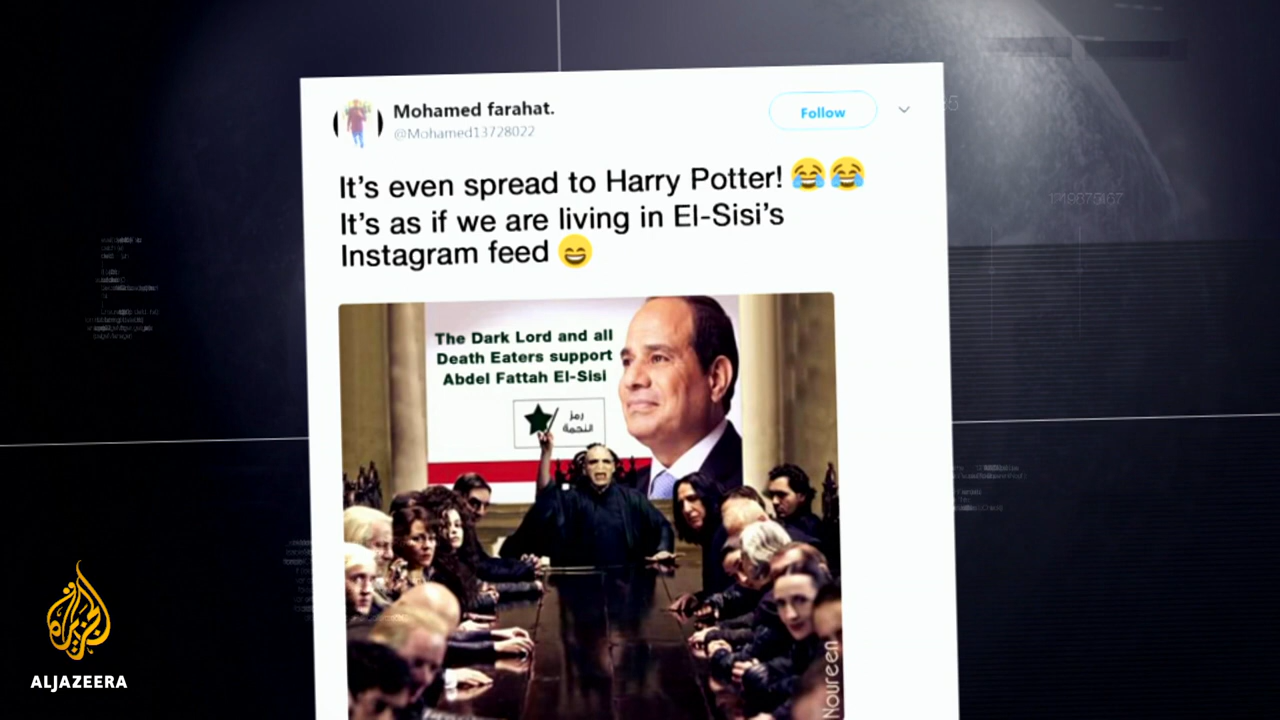 Mohamed farahat.
@Mohamed13728022
Follow
It's even spread to Harry Potter! 😂😂
It's as if we are living in El-Sisi's
Instagram feed 😄
The Dark Lord and all
Death Eaters support
Abdel Fattah El-Sisi
رمز
النجمة
Noureen
ALJAZEERA